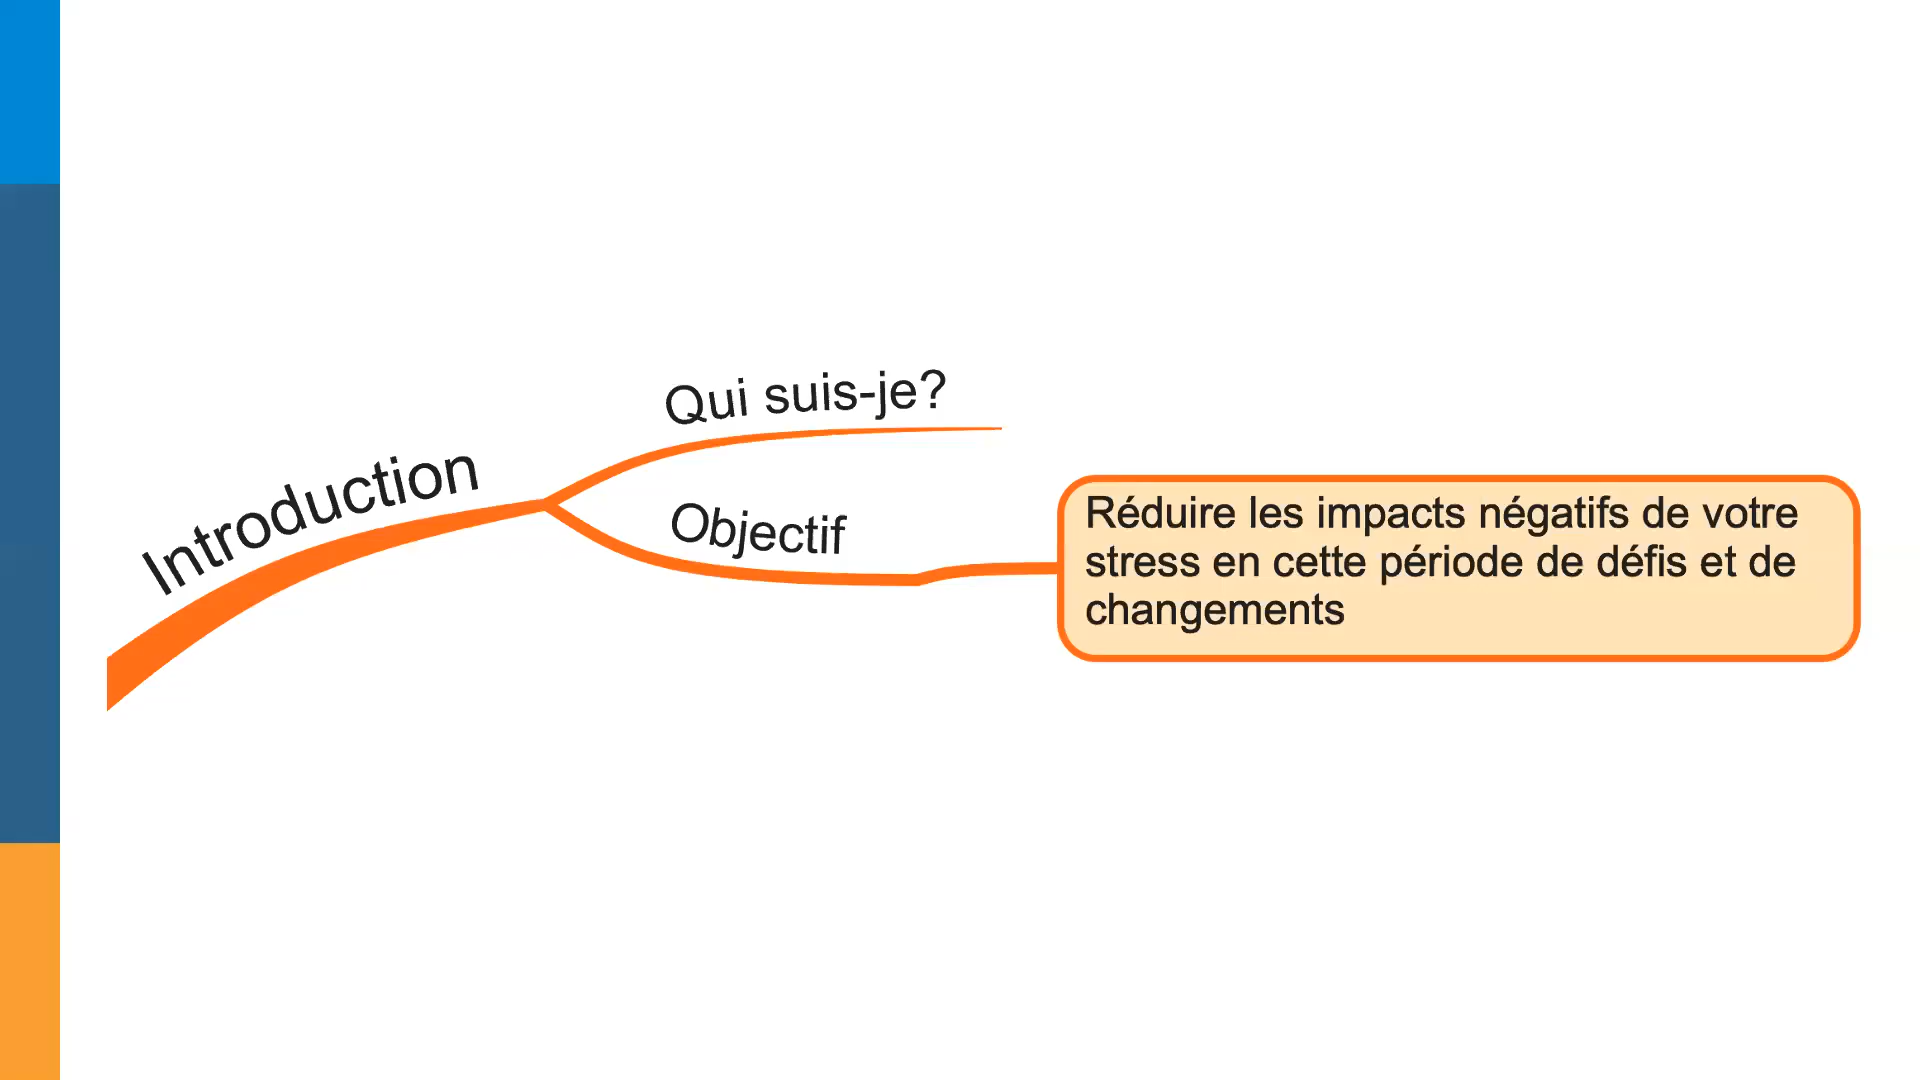 Introduction
Qui suis-je?
Objectif
Réduire les impacts négatifs de votre
stress en cette période de défis et de
changements